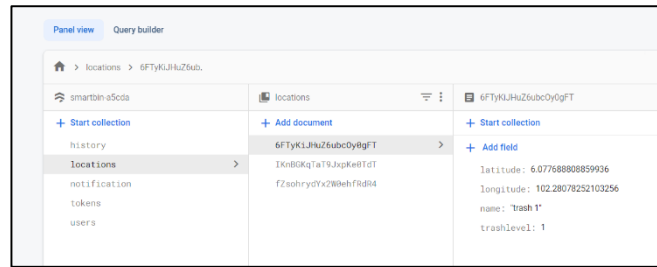 Panel view Query builder
> locations > 6FTyKiJHuZ6ub.
smartbin-a5cda
+ Start collection
history
locations >
notification
tokens
users
locations
+ Add document
6FTyKiJHuZ6ubcOy0gFT >
IKnBGKqTaT9JxpKe0TdT
fZsohrydYx2W0ehfRdR4
6FTyKiJHuZ6ubcOy0gFT
+ Start collection
+ Add field
latitude: 6.077688808859936
longitude: 102.28078252103256
name: "trash 1"
trashlevel: 1